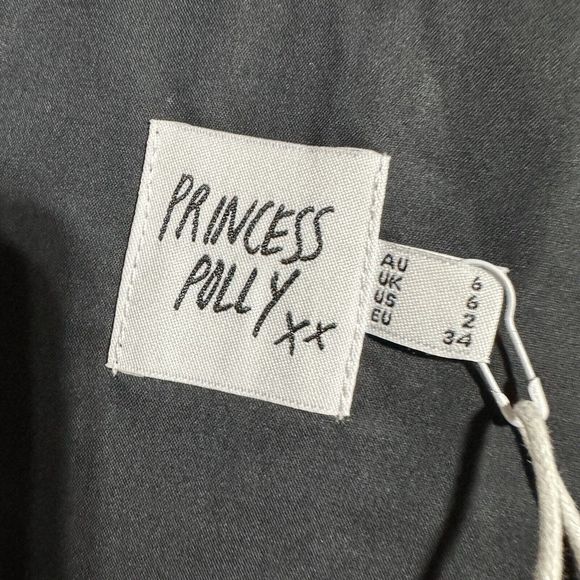 PRINCESS
POLLY
xx
AU 6
UK 6
US 2
EU 34